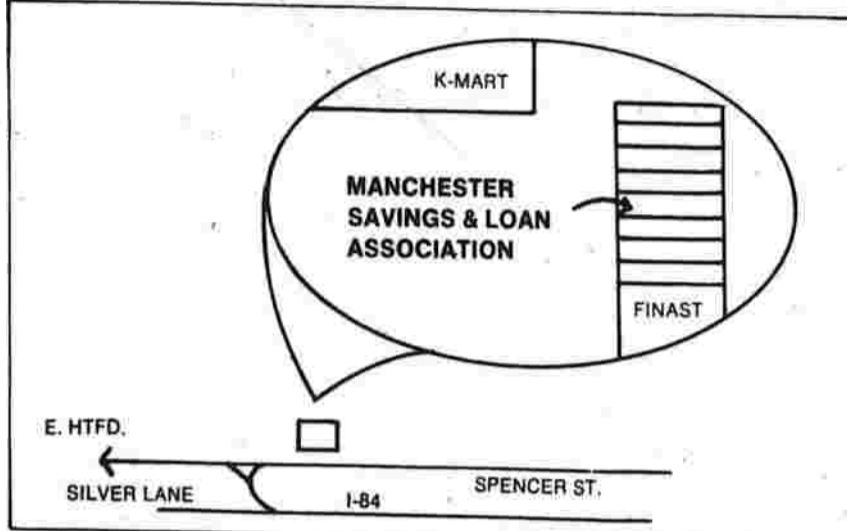 K-MART
MANCHESTER
SAVINGS & LOAN
ASSOCIATION
FINAST
E. HTFD.
SILVER LANE
I-84
SPENCER ST.